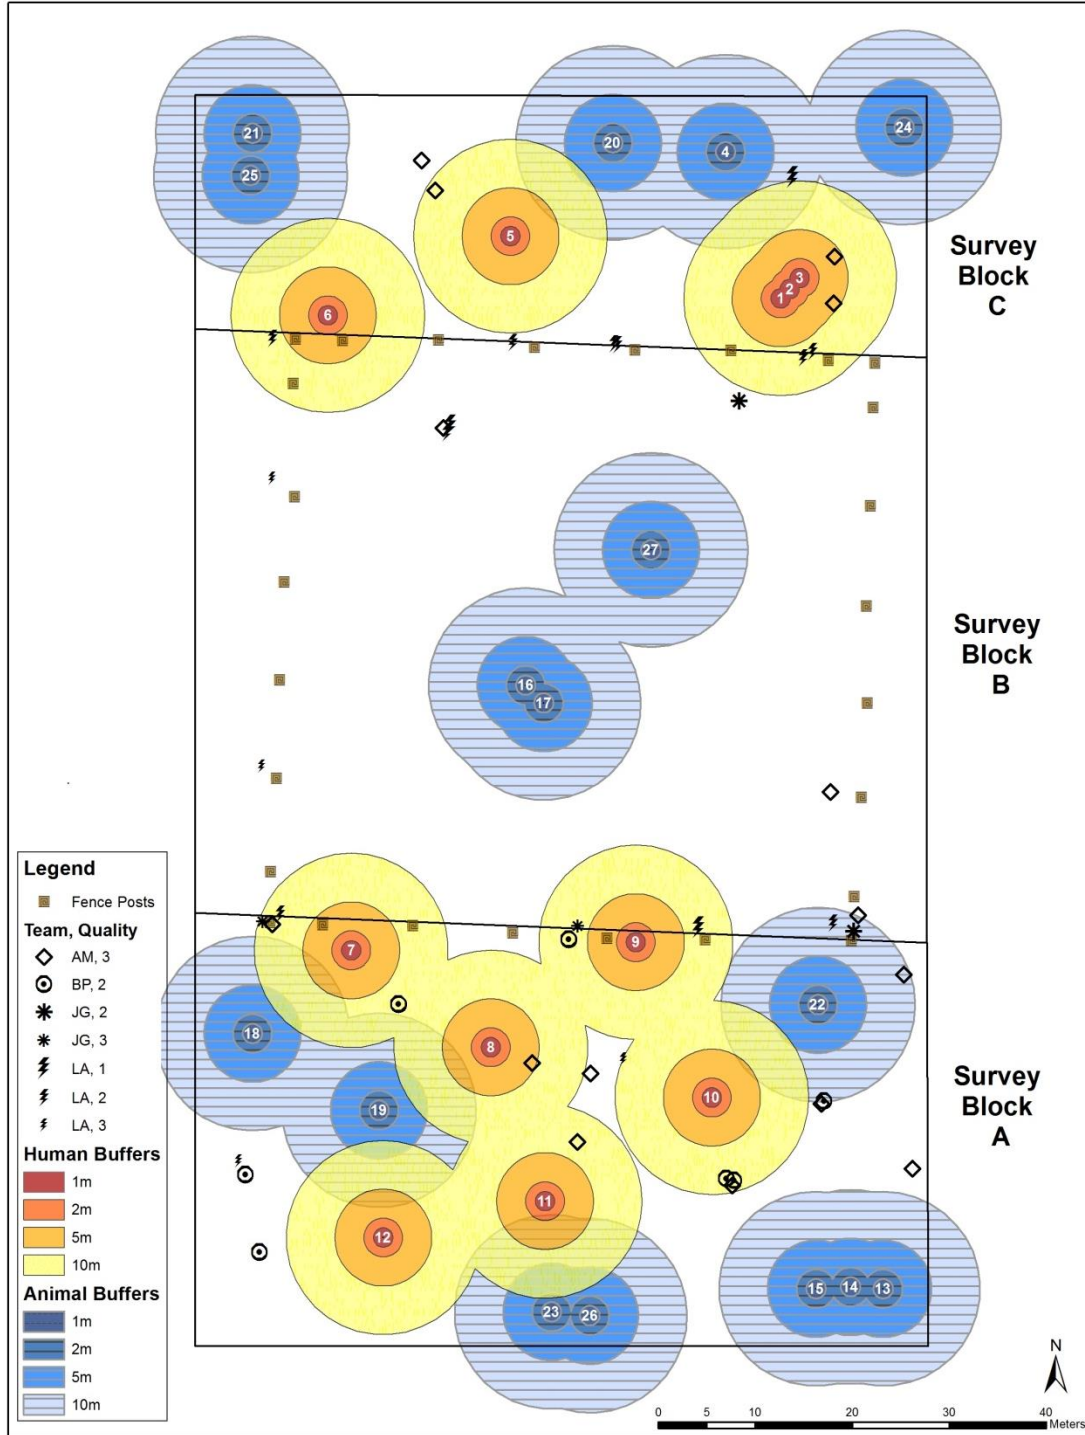 21
20
4
24
25
5
Survey
Block
C
3
2
1
6
27
Survey
Block
B
16
17
Legend
Fence Posts
Team, Quality
AM, 3
BP, 2
JG, 2
JG, 3
LA, 1
LA, 2
LA, 3
Human Buffers
1m
2m
5m
10m
Animal Buffers
1m
2m
5m
10m
7
9
18
8
22
19
10
Survey
Block
A
11
12
23
26
15
14
13
N
0 5 10 20 30 40
Meters